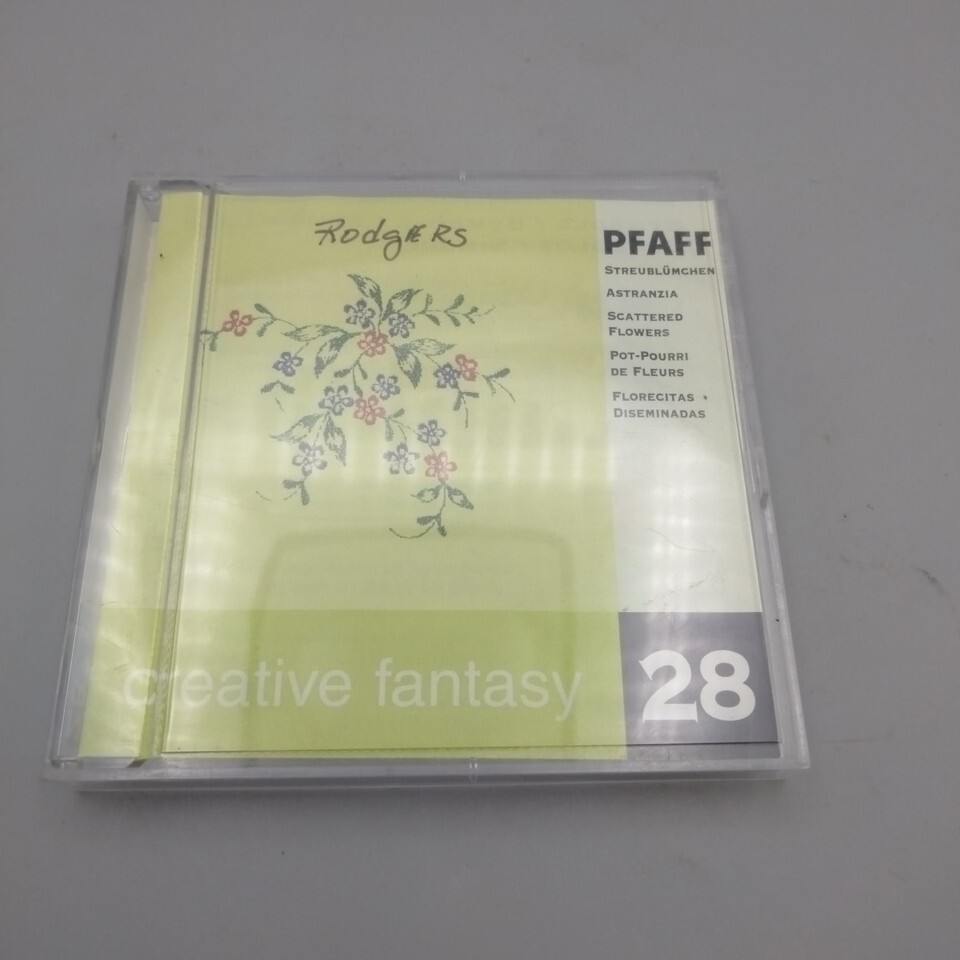 RodgERS
PFAFF
STREUBLÜMCHEN
ASTRANZIA
SCATTERED
FLOWERS
POT-POURRI
DE FLEURS
FLORECITAS
DISEMINADAS
creative fantasy
28